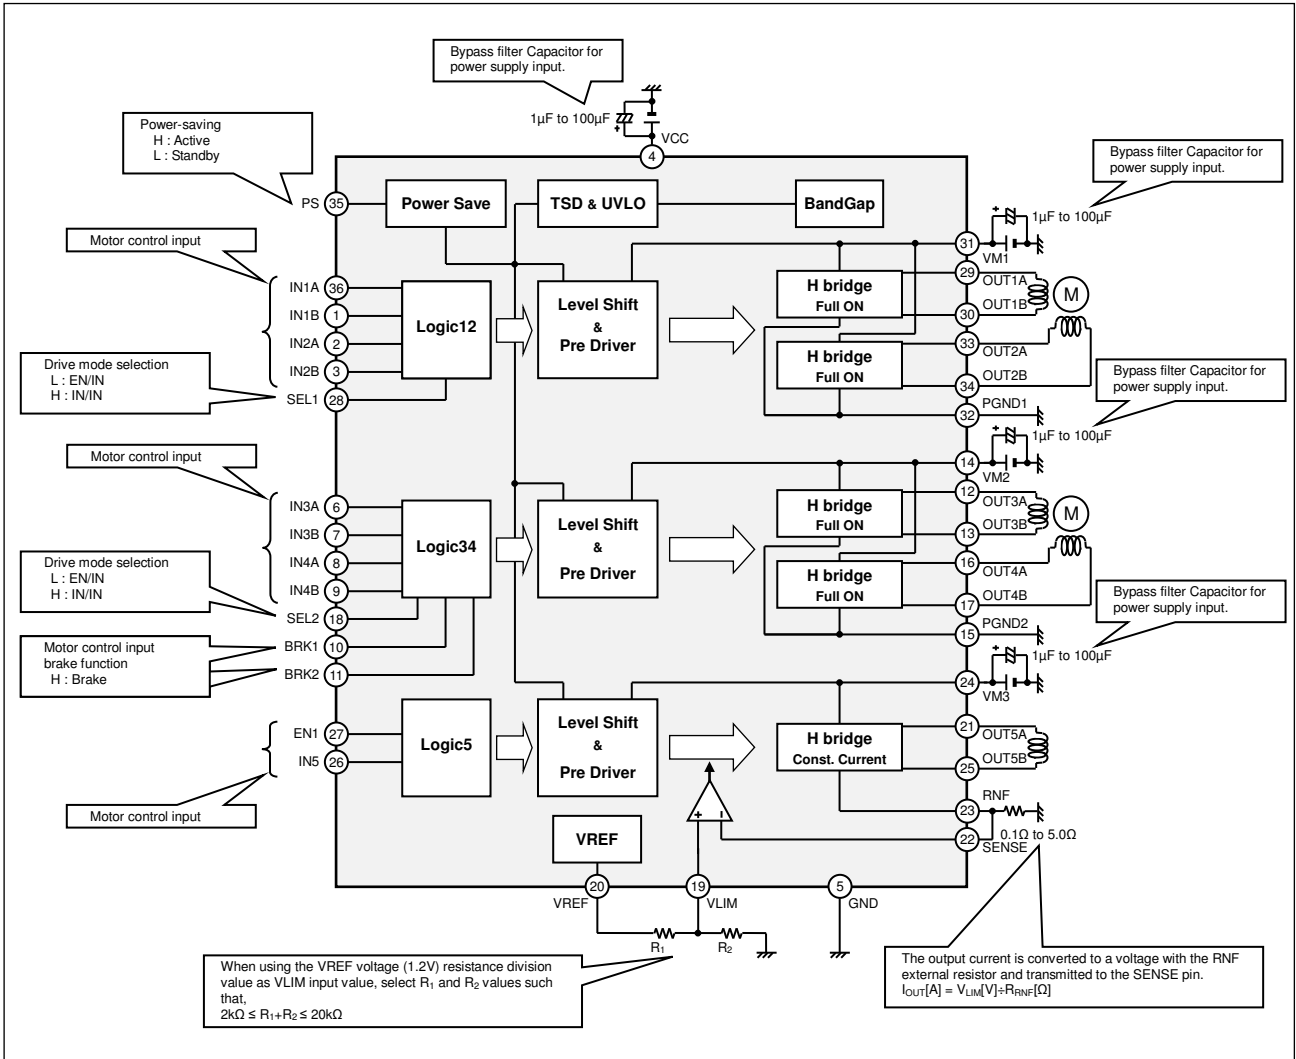 Bypass filter Capacitor for
power supply input.
1µF to 100µF
+
VCC
4
Power-saving
H : Active
L : Standby
PS
35
Power Save
TSD & UVLO
BandGap
Bypass filter Capacitor for
power supply input.
+
1µF to 100µF
31
VM1
Motor control input
IN1A
36
IN1B
1
IN2A
2
IN2B
3
SEL1
28
Drive mode selection
L : EN/IN
H : IN/IN
Logic12
Level Shift
&
Pre Driver
H bridge
Full ON
H bridge
Full ON
29
OUT1A
OUT1B
30
M
33
OUT2A
OUT2B
34
PGND1
32
Bypass filter Capacitor for
power supply input.
+
1µF to 100µF
14
VM2
Motor control input
IN3A
6
IN3B
7
IN4A
8
IN4B
9
SEL2
18
Drive mode selection
L : EN/IN
H : IN/IN
BRK1
10
BRK2
11
Motor control input
brake function
H : Brake
Logic34
Level Shift
&
Pre Driver
H bridge
Full ON
H bridge
Full ON
12
OUT3A
OUT3B
13
M
16
OUT4A
OUT4B
17
PGND2
15
Bypass filter Capacitor for
power supply input.
+
1µF to 100µF
24
VM3
EN1
27
IN5
26
Motor control input
Logic5
Level Shift
&
Pre Driver
H bridge
Const. Current
21
OUT5A
OUT5B
25
RNF
23
22
SENSE
0.1Ω to 5.0Ω
+
−
VREF
20
VREF
19
VLIM
5
GND
R1
R2
When using the VREF voltage (1.2V) resistance division
value as VLIM input value, select R1 and R2 values such
that,
2kΩ ≤ R1+R2 ≤ 20kΩ
The output current is converted to a voltage with the RNF
external resistor and transmitted to the SENSE pin.
IOUT[A] = VLIM[V]÷RRNF[Ω]